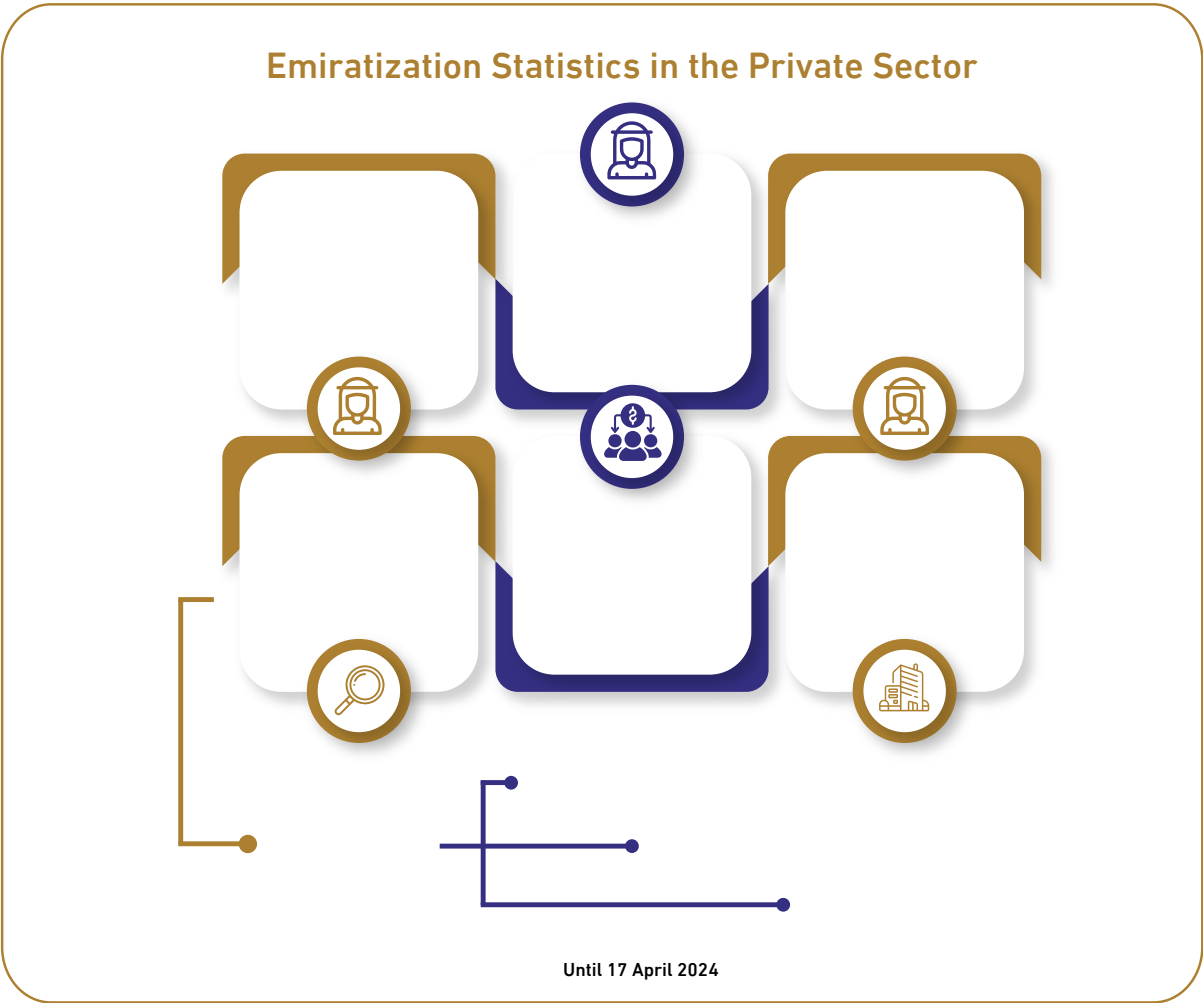 Emiratization Statistics in the Private Sector
Until 17 April 2024